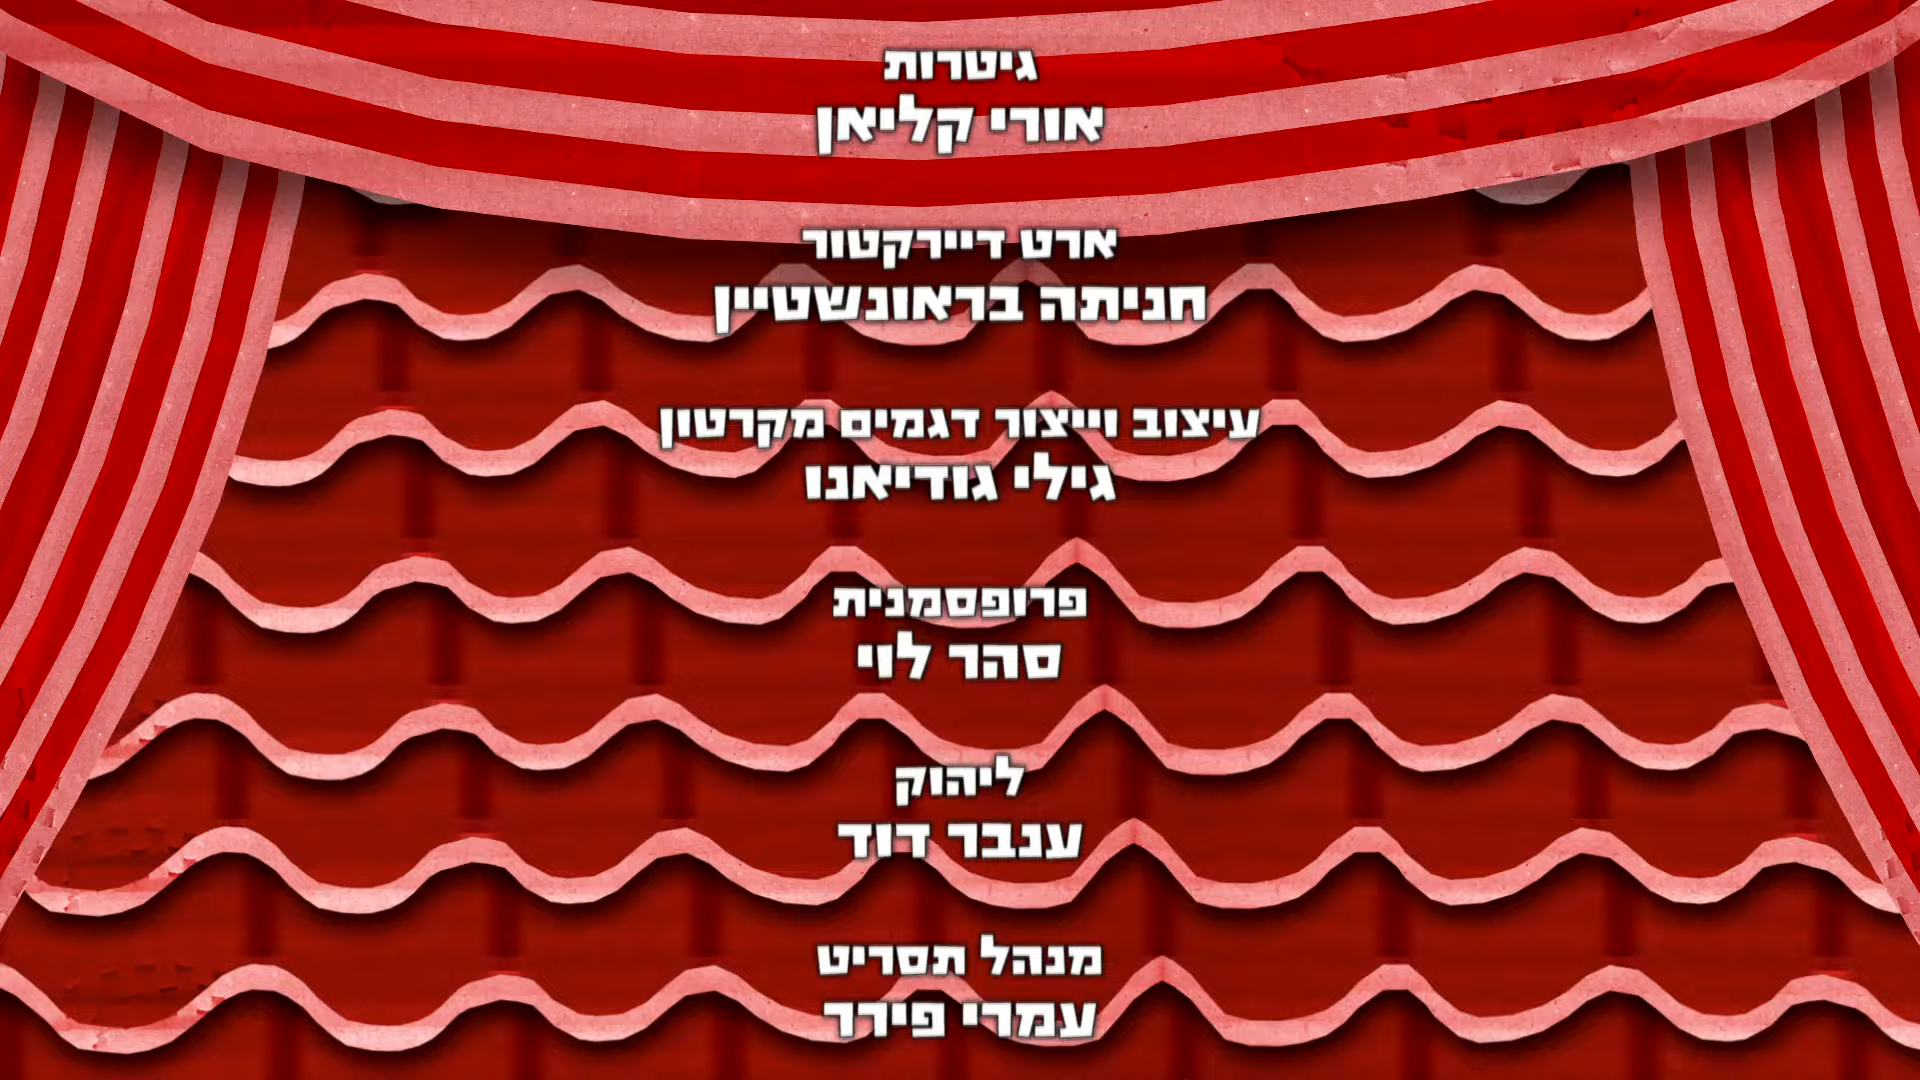 גיטרות
אורי קליאן
ארט דיירקטור
חניתה בראונשטיין
עיצוב וייצור דגמים מקרטון
גילי גודיאנו
פרופסמנית
סהר לוי
ליהוק
ענבר דוד
מנהל תסריט
עמרי פירר